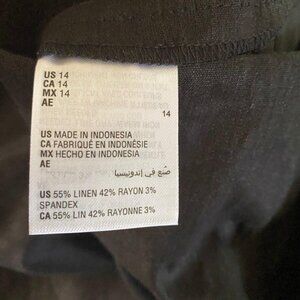 US 14
CA 14
MX 14
AE
14
US MADE IN INDONESIA
CA FABRIQUÉ EN INDONÉSIE
MX HECHO EN INDONESIA
AE
صنع في إندونيسيا
US 55% LINEN 42% RAYON 3%
SPANDEX
CA 55% LIN 42% RAYONNE 3%